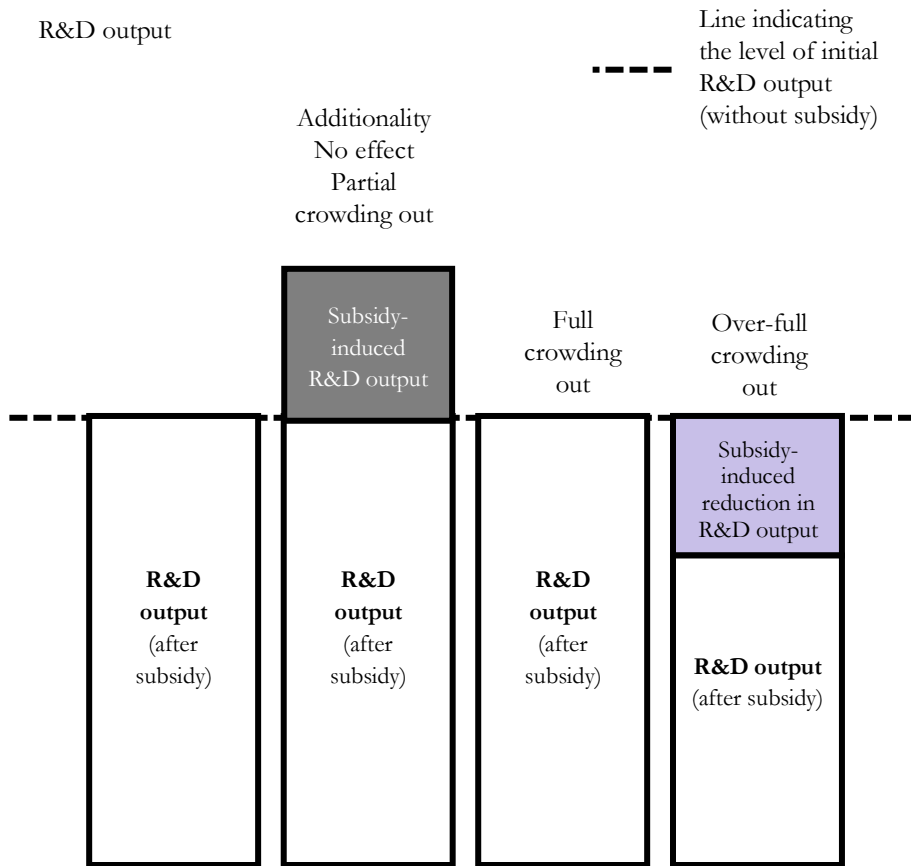 R&D output
Line indicating
the level of initial
R&D output
(without subsidy)
Additionality
No effect
Partial
crowding out
Subsidy-
induced
R&D output
Full
crowding
out
Over-full
crowding
out
Subsidy-
induced
reduction in
R&D output
R&D
output
(after
subsidy)
R&D
output
(after
subsidy)
R&D
output
(after
subsidy)
R&D output
(after subsidy)